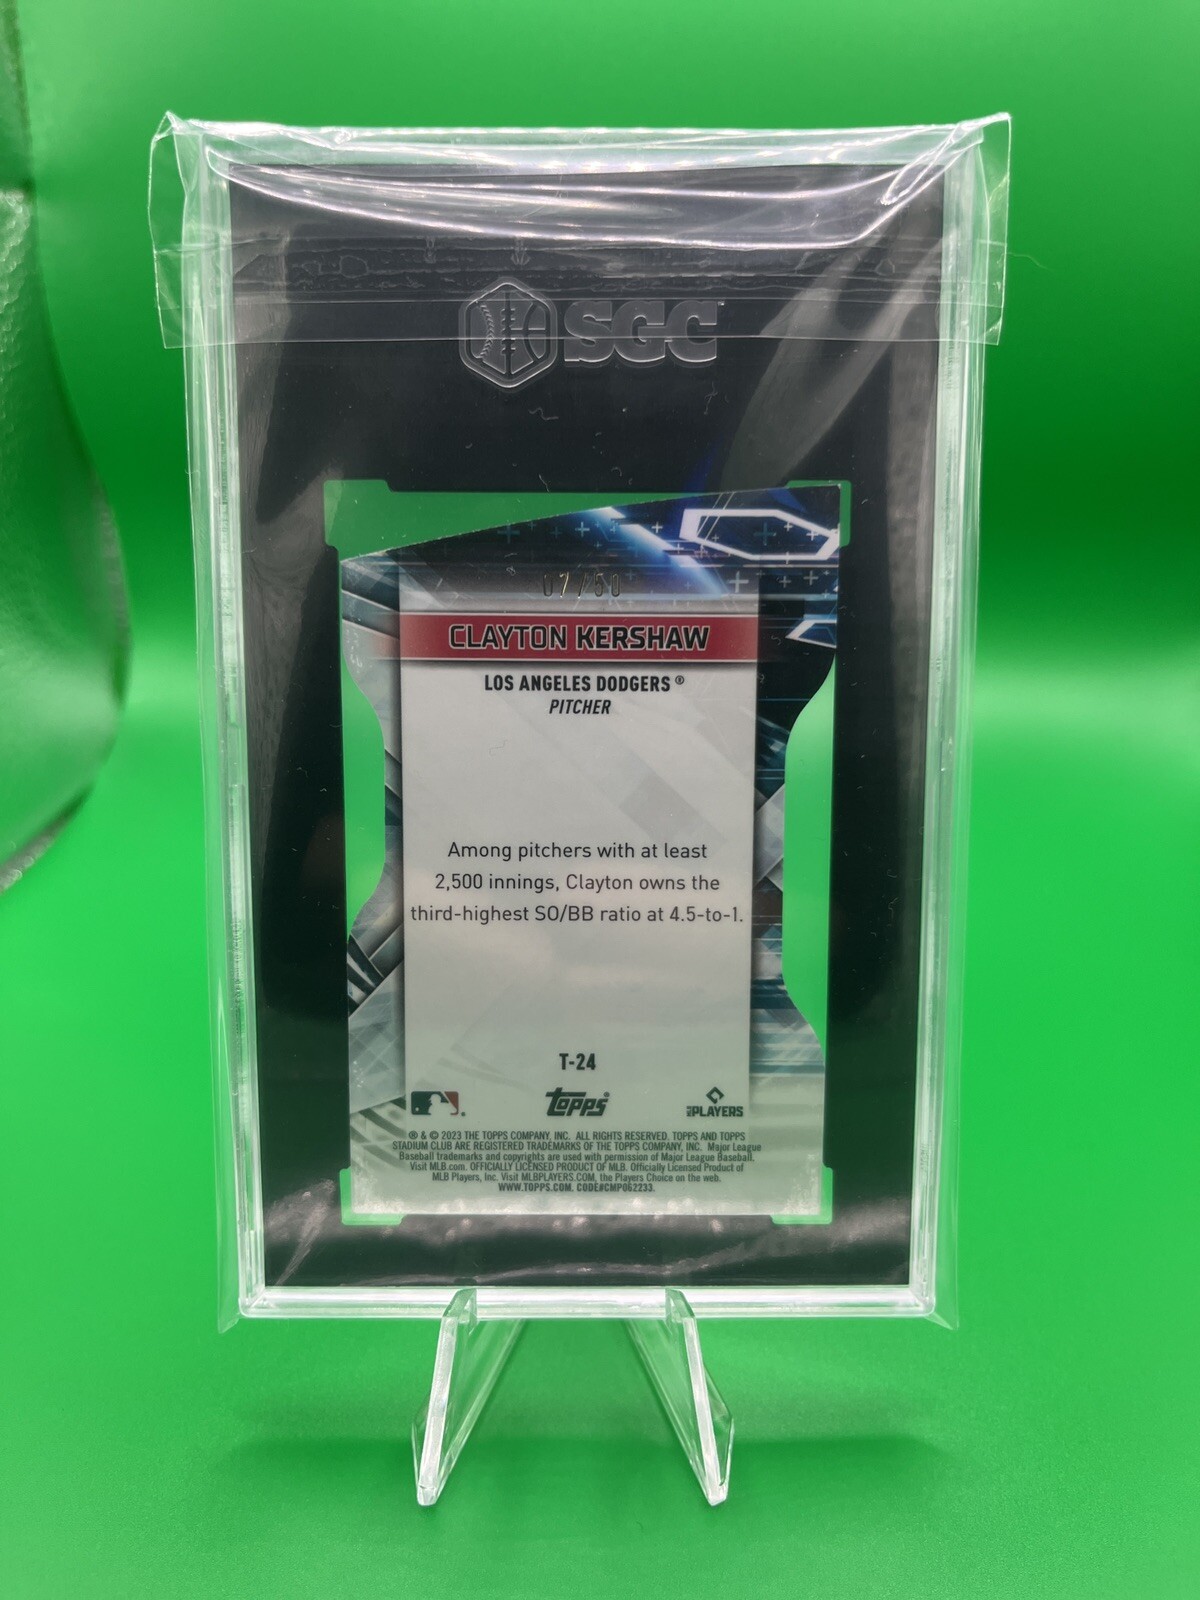 SGC
07/50
CLAYTON KERSHAW
LOS ANGELES DODGERS®
PITCHER
Among pitchers with at least
2,500 innings, Clayton owns the
third-highest SO/BB ratio at 4.5-to-1.
T-24
Topps®
MLB PLAYERS
® & © 2023 THE TOPPS COMPANY, INC. ALL RIGHTS RESERVED. TOPPS AND TOPPS
STADIUM CLUB ARE REGISTERED TRADEMARKS OF THE TOPPS COMPANY, INC. Major League
Baseball trademarks and copyrights are used with permission of Major League Baseball.
Visit MLB.com. OFFICIALLY LICENSED PRODUCT OF MLB. Officially Licensed Product of
MLB Players, Inc. Visit MLBPLAYERS.COM, the Players Choice on the web.
WWW.TOPPS.COM. CODE#CMP062233.